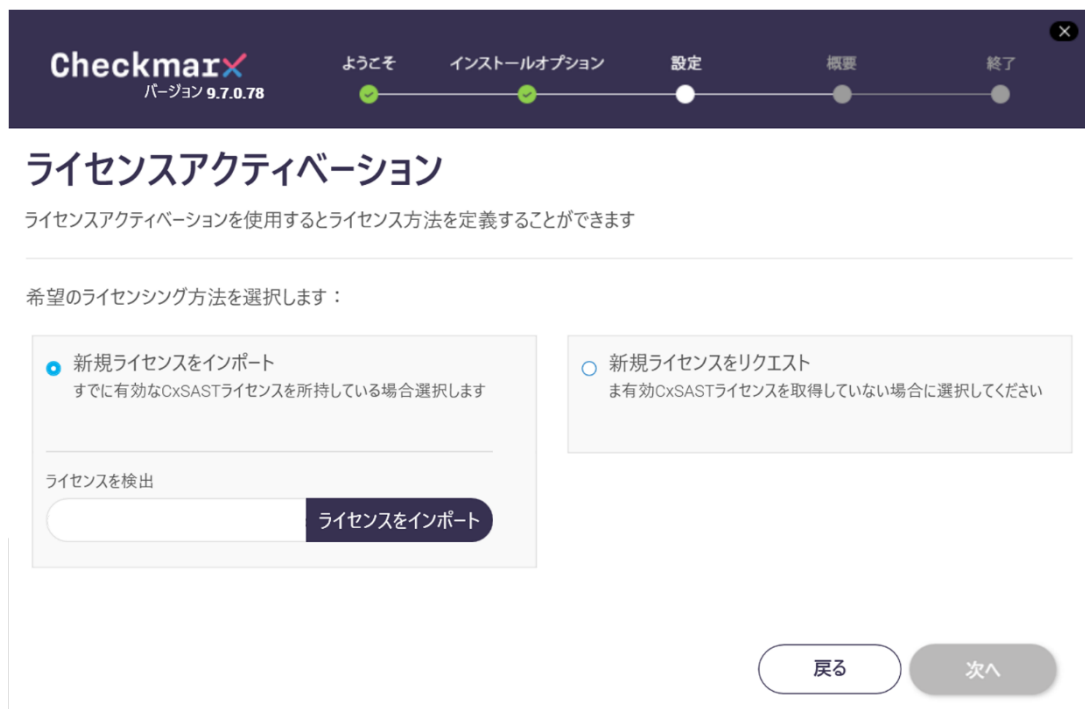 Checkmarx
バージョン 9.7.0.78
ようこそ
インストールオプション
設定
概要
終了
ライセンスアクティベーション
ライセンスアクティベーションを使用するとライセンス方法を定義することができます
希望のライセンシング方法を選択します：
新規ライセンスをインポート
すでに有効なCxSASTライセンスを所持している場合選択します
ライセンスを検出
ライセンスをインポート
新規ライセンスをリクエスト
ま有効CxSASTライセンスを取得していない場合に選択してください
戻る
次へ